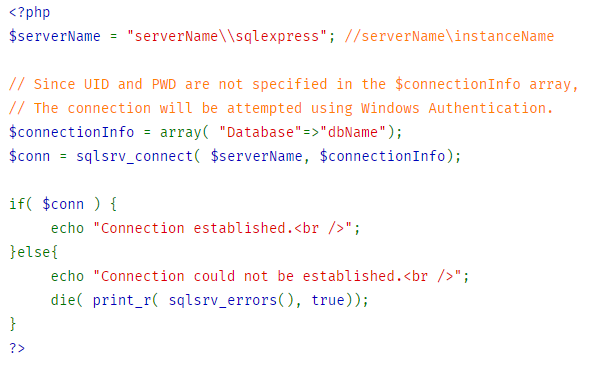 <?php
$serverName = "serverName\\sqlexpress"; //serverName\instanceName
// Since UID and PWD are not specified in the $connectionInfo array,
// The connection will be attempted using Windows Authentication.
$connectionInfo = array( "Database"=>"dbName");
$conn = sqlsrv_connect( $serverName, $connectionInfo);
if( $conn ) {
     echo "Connection established.<br />";
}else{
     echo "Connection could not be established.<br />";
     die( print_r( sqlsrv_errors(), true));
}
?>